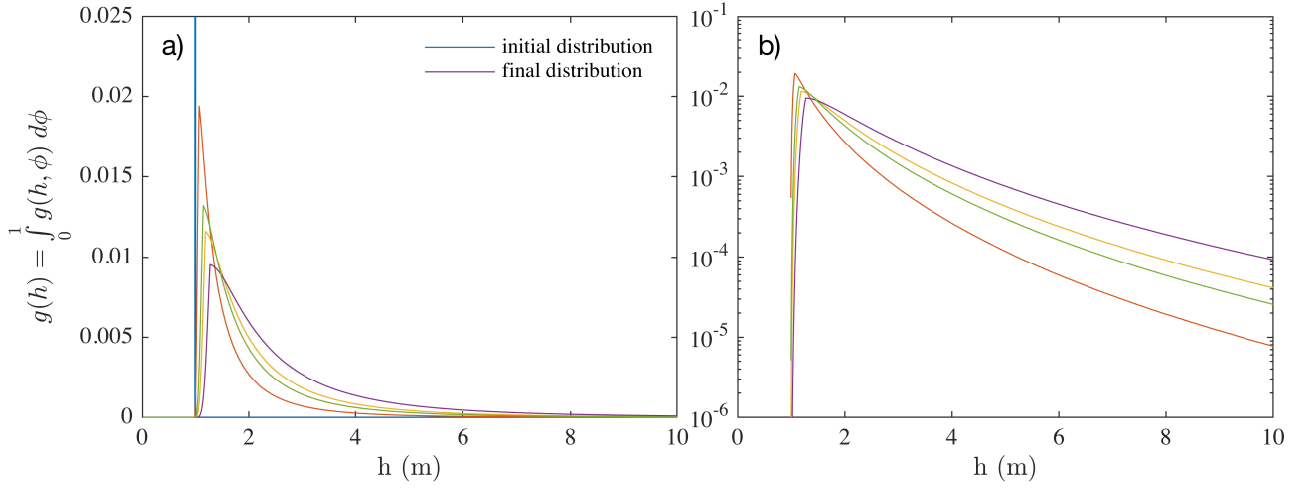 a)
initial distribution
final distribution
0.025
0.02
0.015
0.01
0.005
0
g(h) = ∫₀¹ g(h, ϕ) dϕ
0 2 4 6 8 10
h (m)
b)
10⁻¹
10⁻²
10⁻³
10⁻⁴
10⁻⁵
10⁻⁶
0 2 4 6 8 10
h (m)